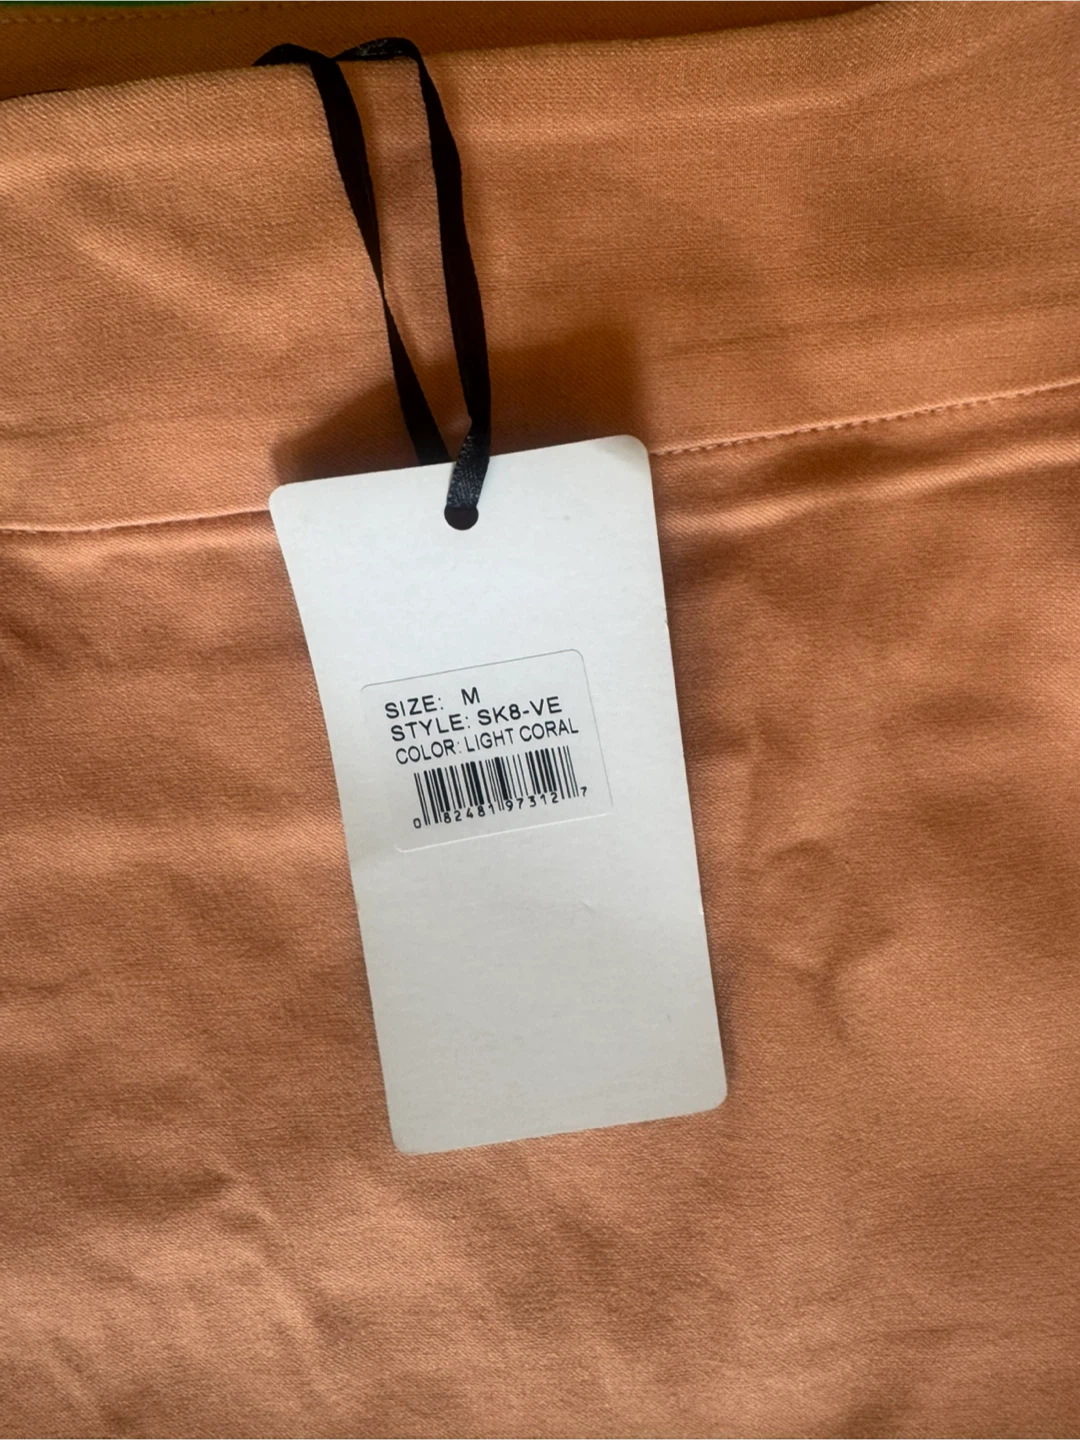 SIZE: M
STYLE: SK8-VE
COLOR: LIGHT CORAL
0 82481 97312 7